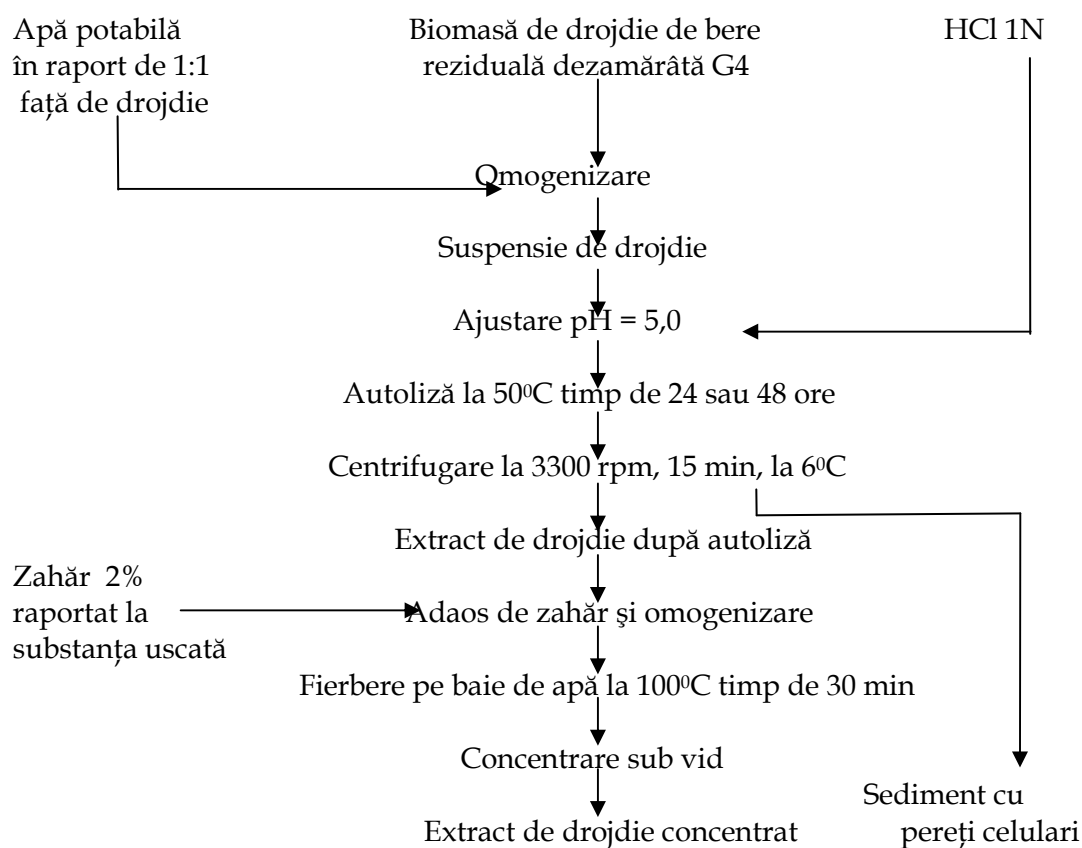 Apă potabilă
în raport de 1:1
față de drojdie
Biomasă de drojdie de bere
reziduală dezamărâtă G4
HCl 1N
Omogenizare
Suspensie de drojdie
Ajustare pH = 5,0
Autoliză la 50⁰C timp de 24 sau 48 ore
Centrifugare la 3300 rpm, 15 min, la 6⁰C
Extract de drojdie după autoliză
Zahăr 2%
raportat la
substanța uscată
Adaos de zahăr şi omogenizare
Fierbere pe baie de apă la 100⁰C timp de 30 min
Concentrare sub vid
Sediment cu
pereți celulari
Extract de drojdie concentrat